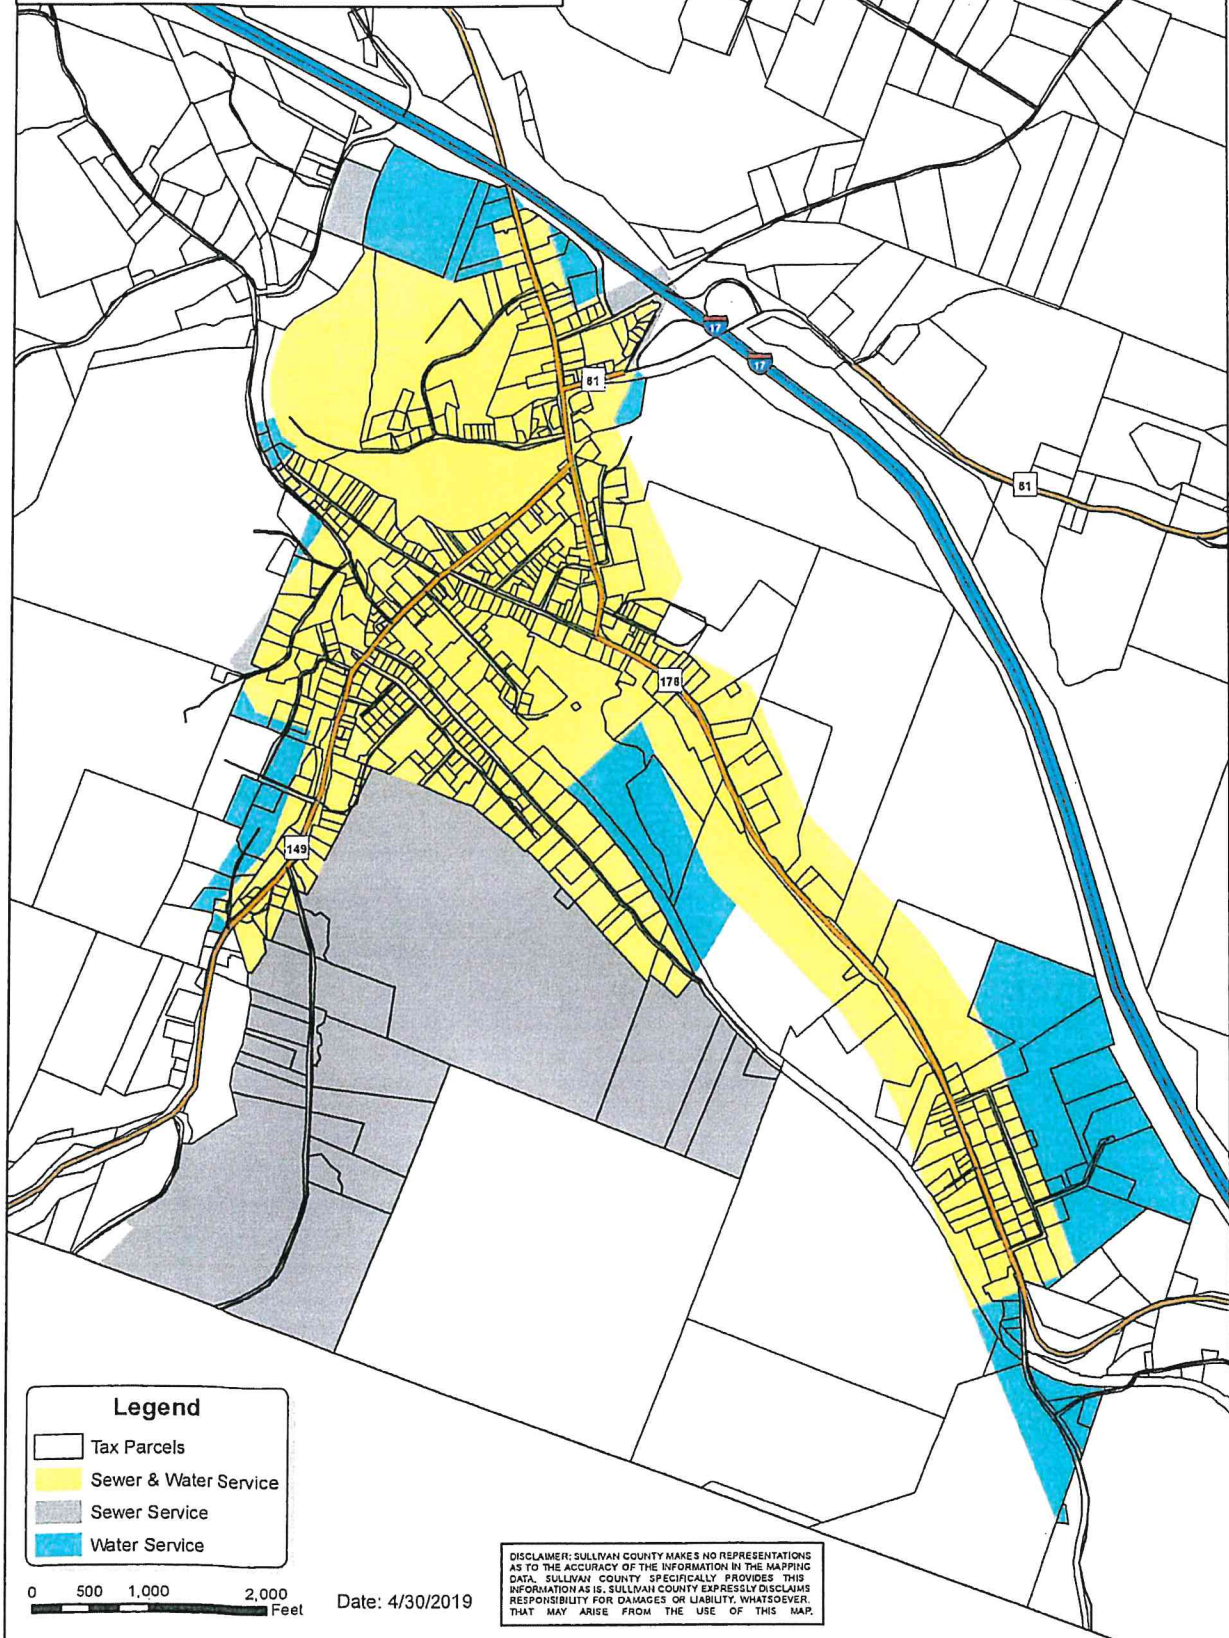 17
17
81
81
178
149
Legend
Tax Parcels
Sewer & Water Service
Sewer Service
Water Service
0 500 1,000 2,000
Feet
Date: 4/30/2019
DISCLAIMER: SULLIVAN COUNTY MAKES NO REPRESENTATIONS
AS TO THE ACCURACY OF THE INFORMATION IN THE MAPPING
DATA. SULLIVAN COUNTY SPECIFICALLY PROVIDES THIS
INFORMATION AS IS. SULLIVAN COUNTY EXPRESSLY DISCLAIMS
RESPONSIBILITY FOR DAMAGES OR LIABILITY, WHATSOEVER,
THAT MAY ARISE FROM THE USE OF THIS MAP.